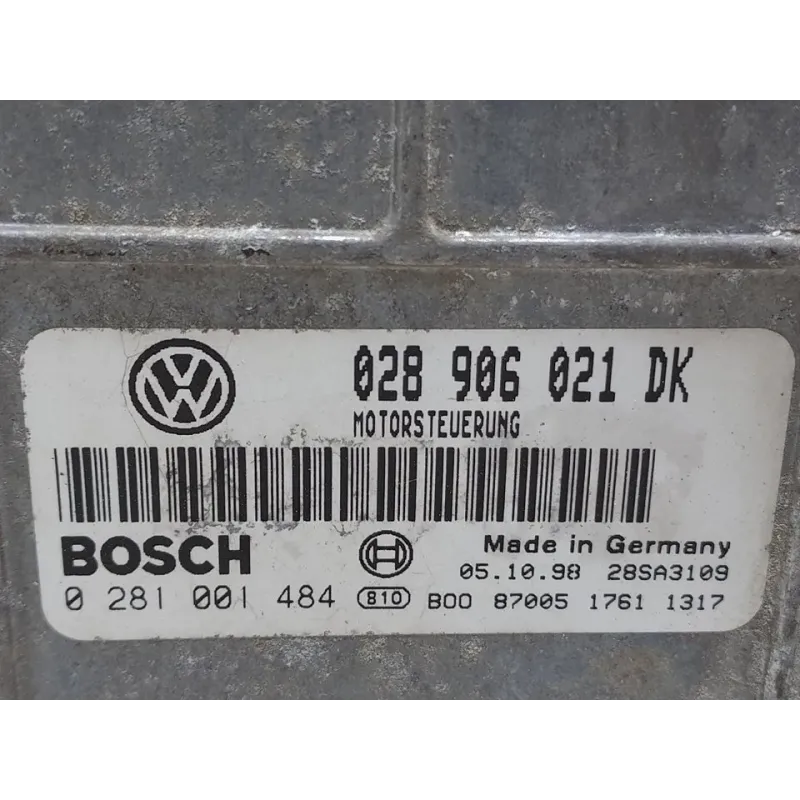 028 906 021 DK
MOTORSTEUERUNG
BOSCH
Made in Germany
05.10.98 28SA3109
0 281 001 484 810 B00 87005 1761 1317